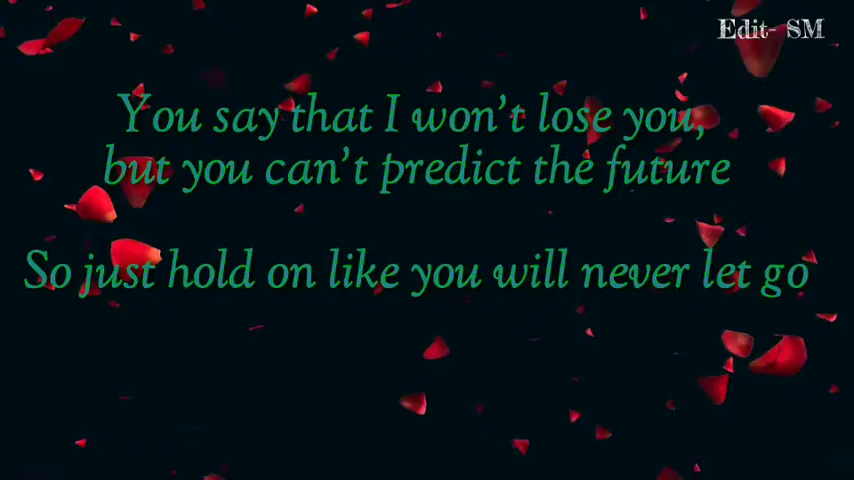 Edit- SM
You say that I won't lose you,
but you can't predict the future
So just hold on like you will never let go